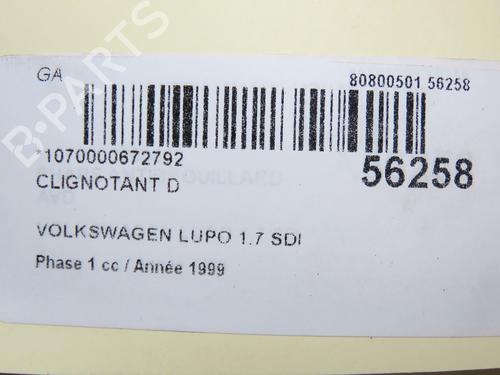 GA
80800501 56258
*1070000672792
56258
CLIGNOTANT D
VOLKSWAGEN LUPO 1.7 SDI
Phase 1 cc / Année 1999
B-PARTS